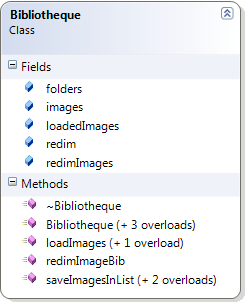 Bibliotheque
Class
Fields
folders
images
loadedImages
redim
redimImages
Methods
~Bibliotheque
Bibliotheque (+ 3 overloads)
loadImages (+ 1 overload)
redimImageBib
saveImagesInList (+ 2 overloads)